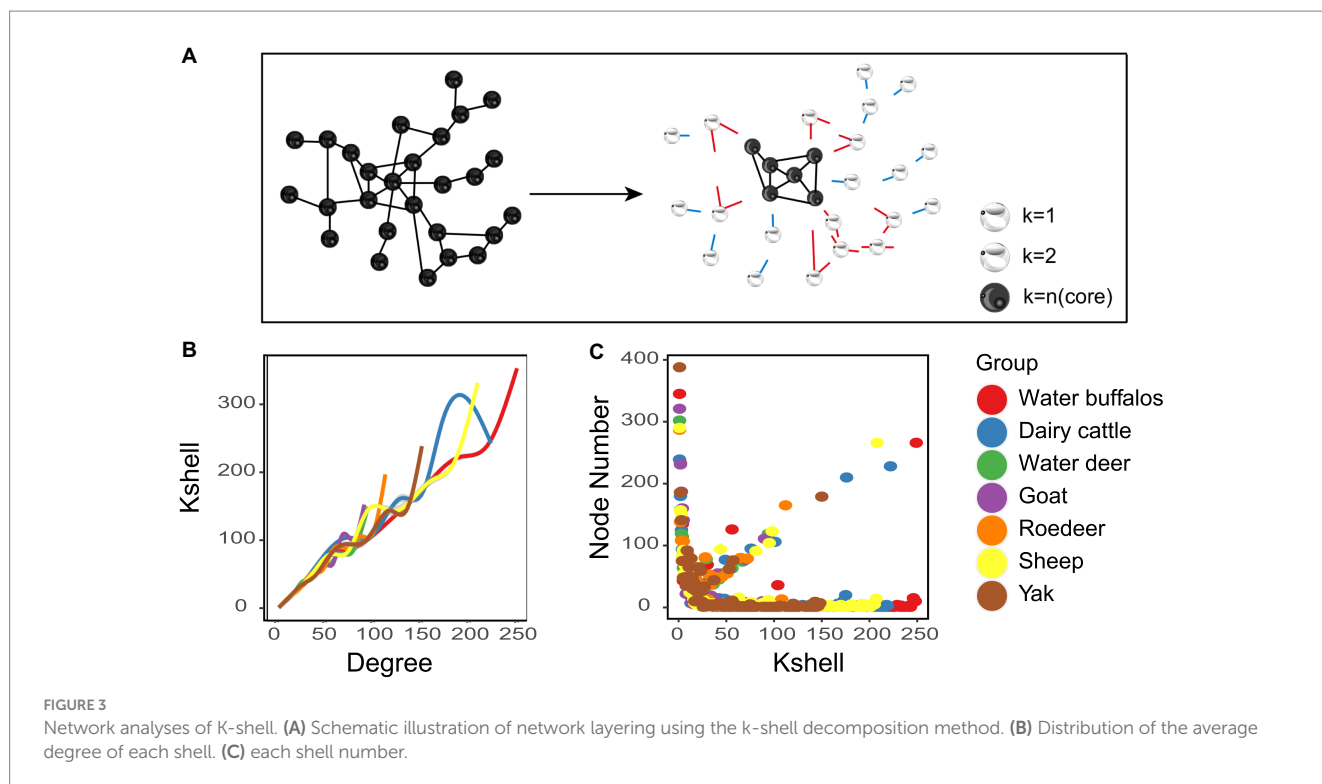 A
k=1
k=2
k=n(core)
B
300
200
100
0
0 50 100 150 200 250
Kshell
Degree
C
400
300
200
100
0
0 50 100 150 200 250
Node Number
Kshell
Group
Water buffalos
Dairy cattle
Water deer
Goat
Roedeer
Sheep
Yak
FIGURE 3
Network analyses of K-shell. (A) Schematic illustration of network layering using the k-shell decomposition method. (B) Distribution of the average
degree of each shell. (C) each shell number.